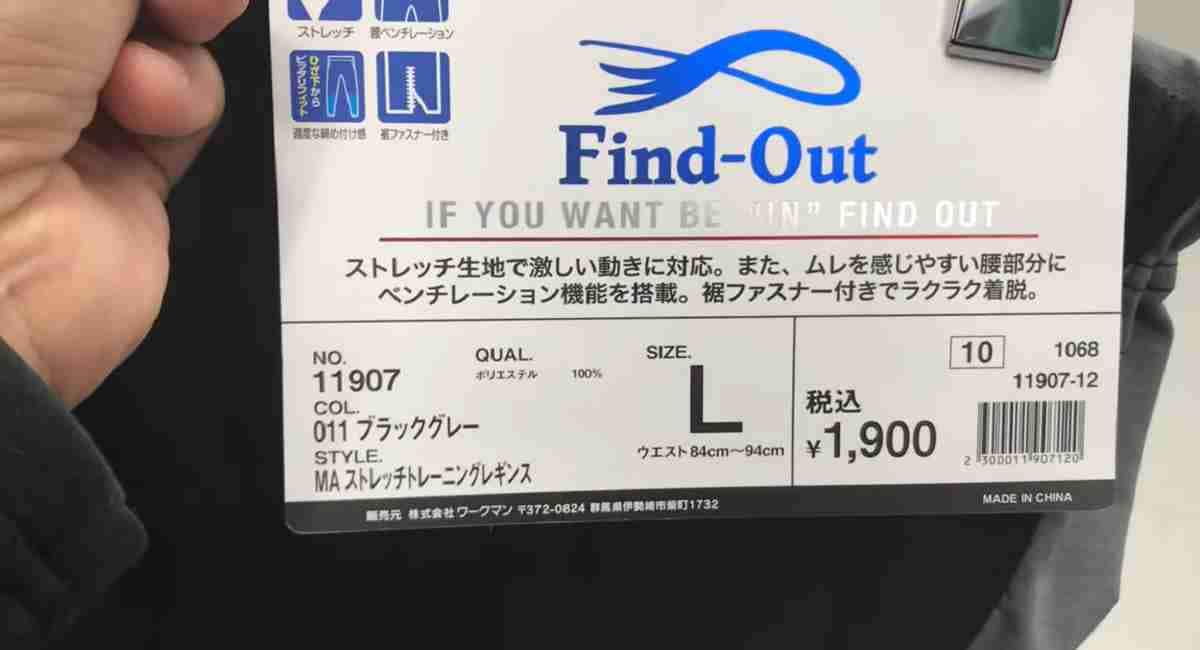 ストレッチ
腰ベンチレーション
ひざ下から
ピッタリフィット
適度な締め付け感
裾ファスナー付き
Find-Out
IF YOU WANT BE "IN" FIND OUT
ストレッチ生地で激しい動きに対応。また、ムレを感じやすい腰部分に
ベンチレーション機能を搭載。裾ファスナー付きでラクラク着脱。
NO.
11907
COL.
011 ブラックグレー
STYLE.
MA ストレッチトレーニングレギンス
QUAL.
ポリエステル 100%
SIZE.
L
ウエスト84cm～94cm
税込
¥1,900
10
1068
11907-12
2 300011 907120
販売元 株式会社ワークマン 〒372-0824 群馬県伊勢崎市柴町1732
MADE IN CHINA